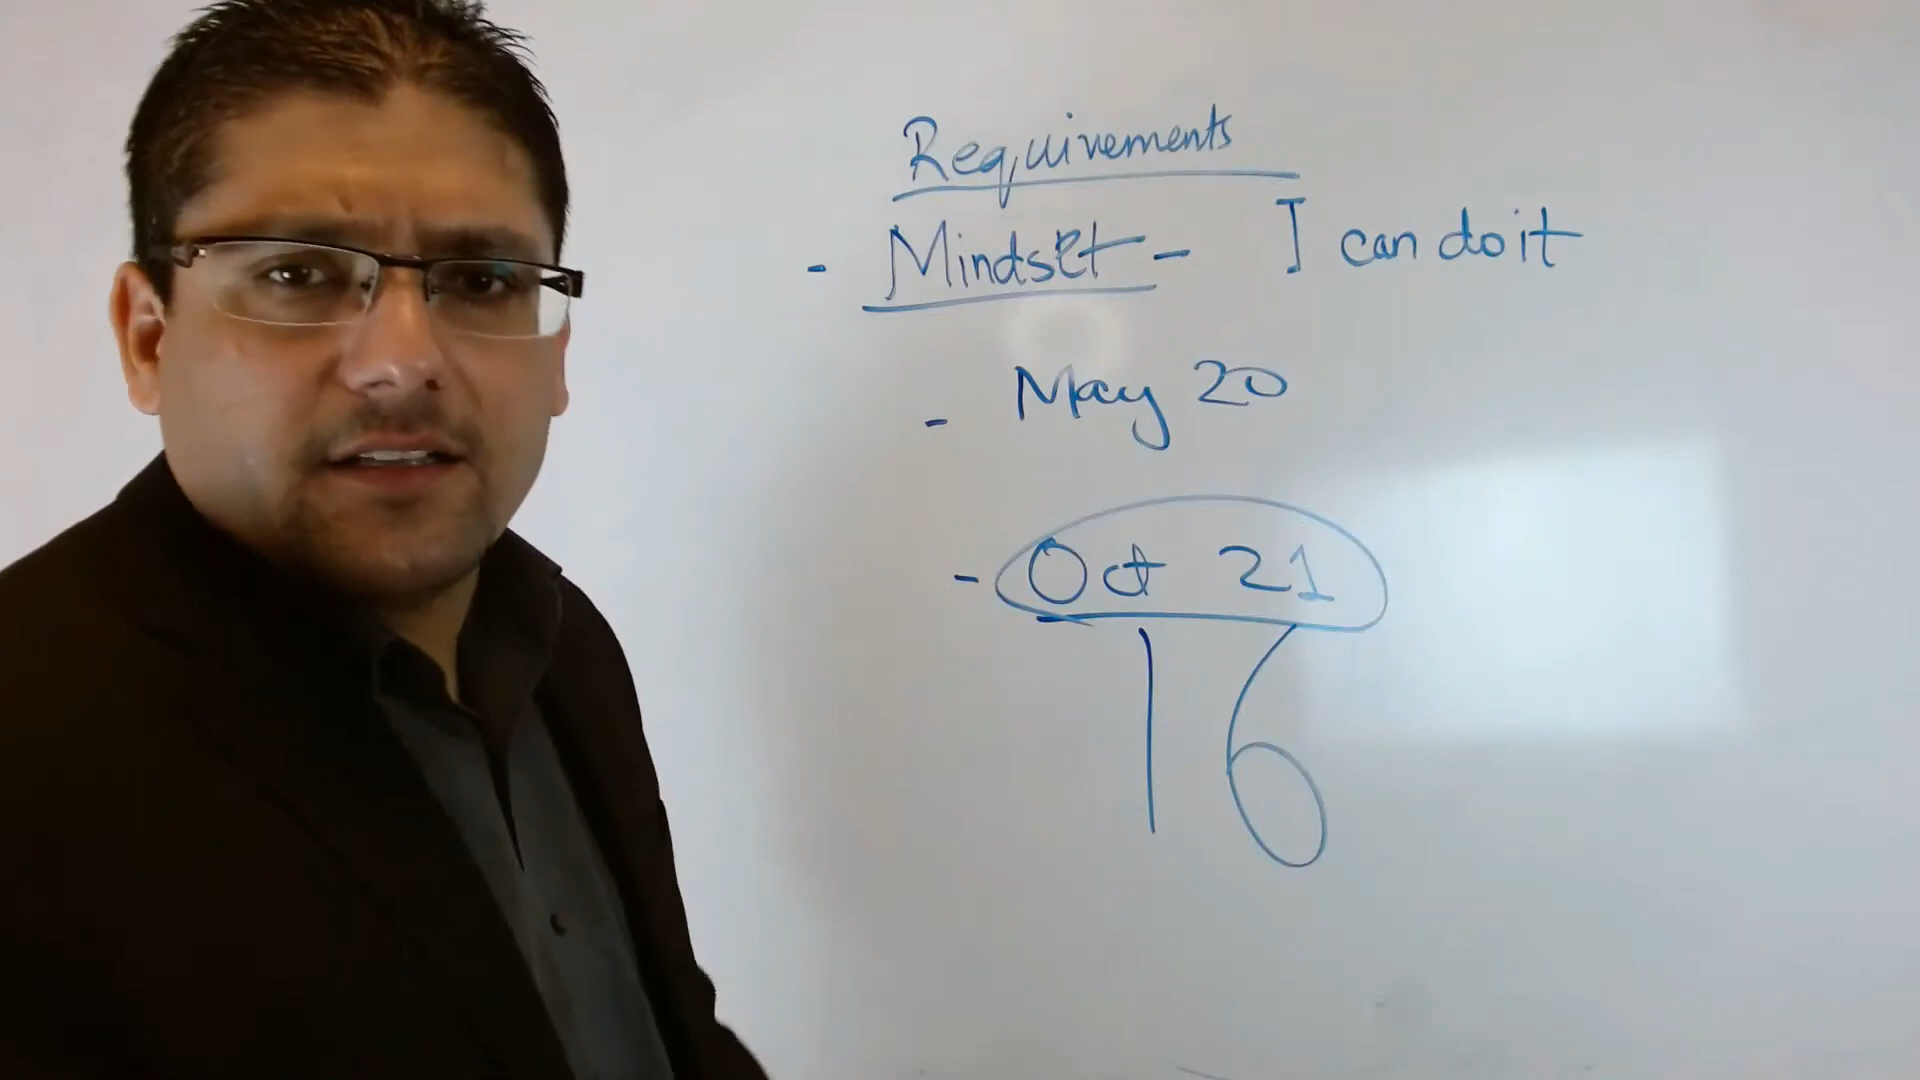 Requirements
- Mindset - I can do it
- May 20
- Oct 21
16